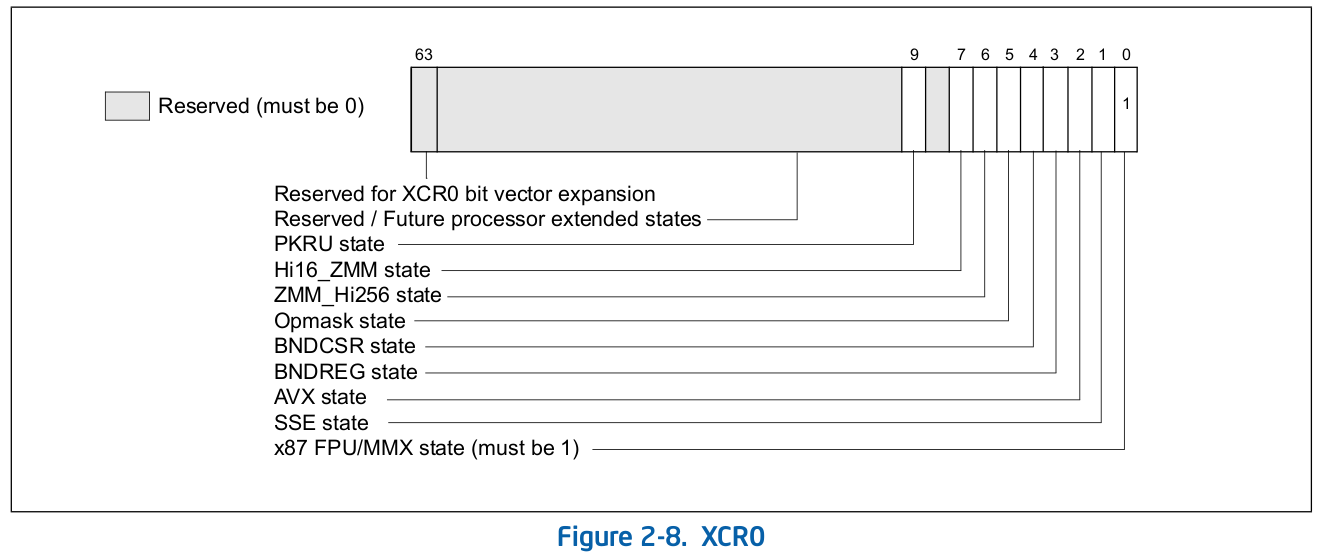 63 9 7 6 5 4 3 2 1 0
Reserved (must be 0)
1
Reserved for XCR0 bit vector expansion
Reserved / Future processor extended states
PKRU state
Hi16_ZMM state
ZMM_Hi256 state
Opmask state
BNDCSR state
BNDREG state
AVX state
SSE state
x87 FPU/MMX state (must be 1)
Figure 2-8. XCR0